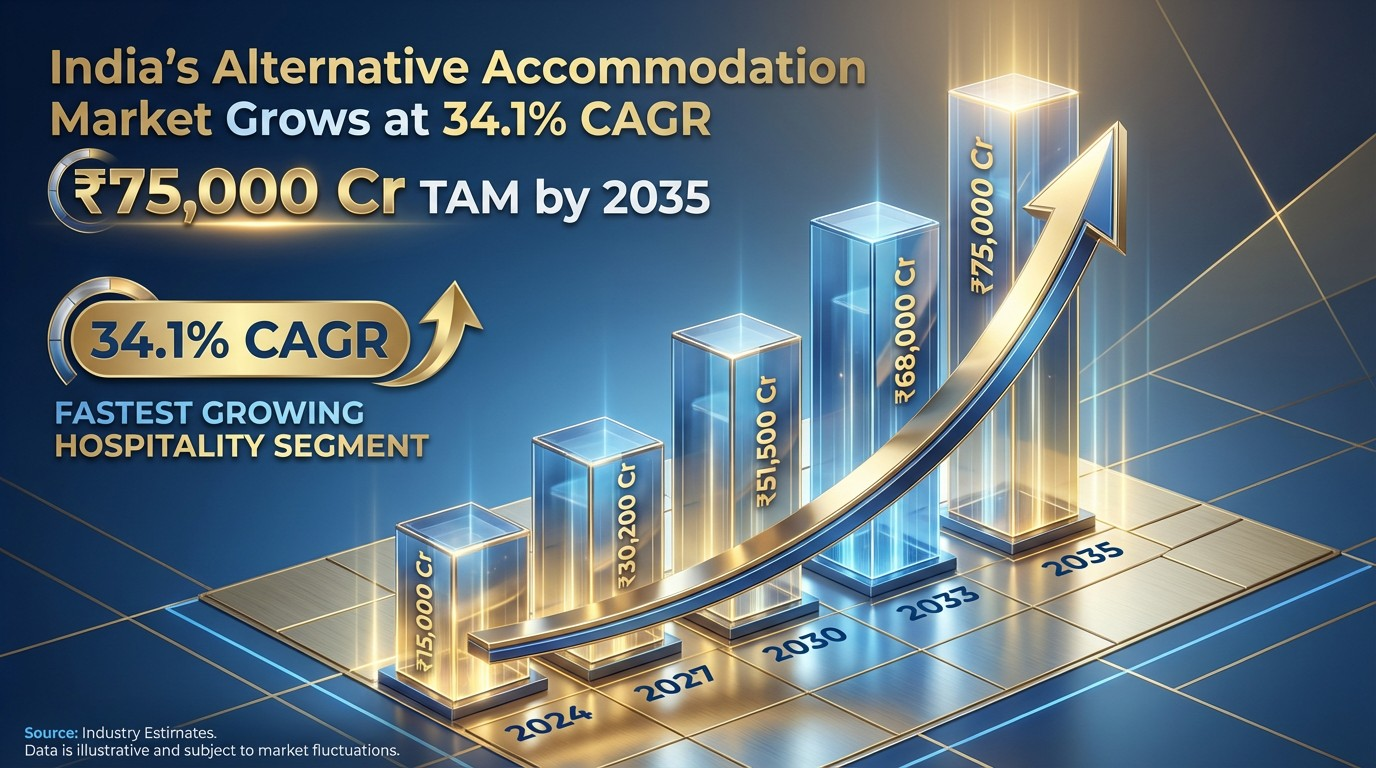 India's Alternative Accommodation
Market Grows at 34.1% CAGR
₹75,000 Cr TAM by 2035
34.1% CAGR
FASTEST GROWING
HOSPITALITY SEGMENT
₹15,000 Cr
₹30,200 Cr
₹51,500 Cr
₹68,000 Cr
₹75,000 Cr
2024
2027
2030
2033
2035
Source: Industry Estimates.
Data is illustrative and subject to market fluctuations.